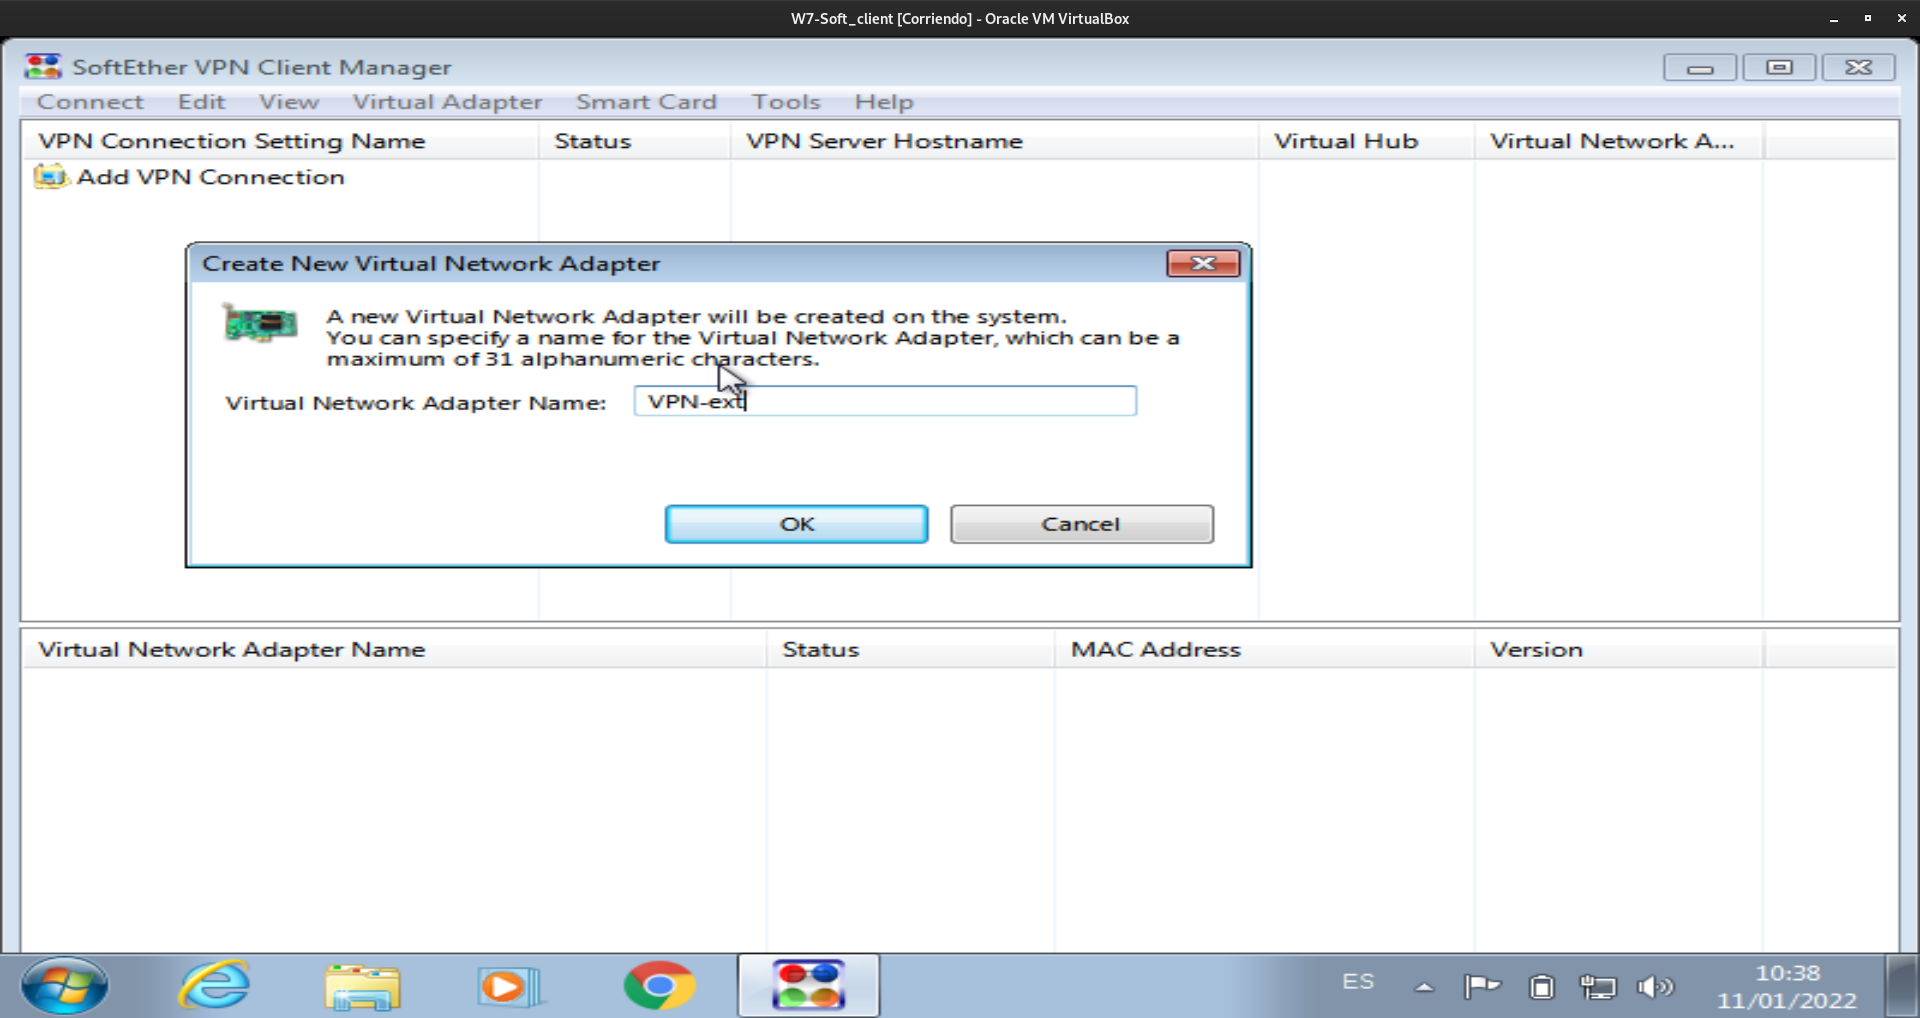 W7-Soft_client [Corriendo] - Oracle VM VirtualBox
SoftEther VPN Client Manager
Connect Edit View Virtual Adapter Smart Card Tools Help
VPN Connection Setting Name Status VPN Server Hostname Virtual Hub Virtual Network A...
Add VPN Connection
Create New Virtual Network Adapter
A new Virtual Network Adapter will be created on the system.
You can specify a name for the Virtual Network Adapter, which can be a
maximum of 31 alphanumeric characters.
Virtual Network Adapter Name: VPN-ext
OK Cancel
Virtual Network Adapter Name Status MAC Address Version
ES
10:38
11/01/2022